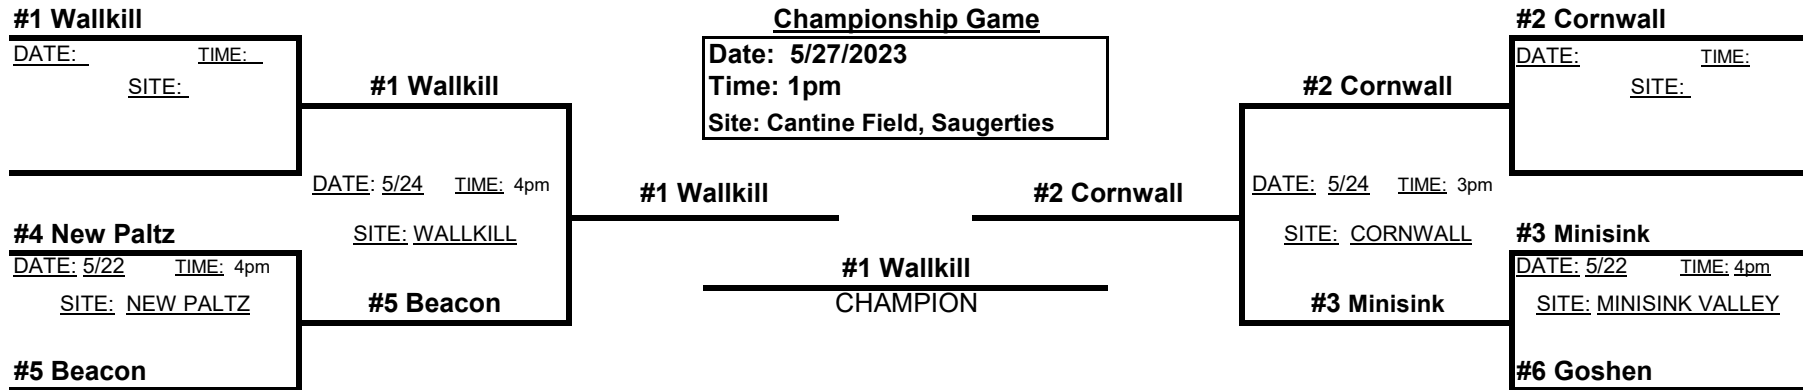 #1 Wallkill
Championship Game
#2 Cornwall
DATE: TIME:
Date: 5/27/2023
DATE: TIME:
SITE:
#1 Wallkill
Time: 1pm
#2 Cornwall
SITE:
Site: Cantine Field, Saugerties
DATE: 5/24 TIME: 4pm
#1 Wallkill
#2 Cornwall
DATE: 5/24 TIME: 3pm
#4 New Paltz
SITE: WALLKILL
SITE: CORNWALL
#3 Minisink
DATE: 5/22 TIME: 4pm
#1 Wallkill
DATE: 5/22 TIME: 4pm
SITE: NEW PALTZ
#5 Beacon
CHAMPION
#3 Minisink
SITE: MINISINK VALLEY
#5 Beacon
#6 Goshen